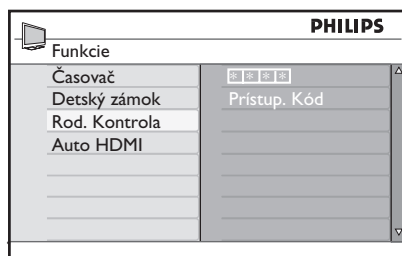 PHILIPS
Funkcie
Časovač
* * * *
Detský zámok
Prístup. Kód
Rod. Kontrola
Auto HDMI